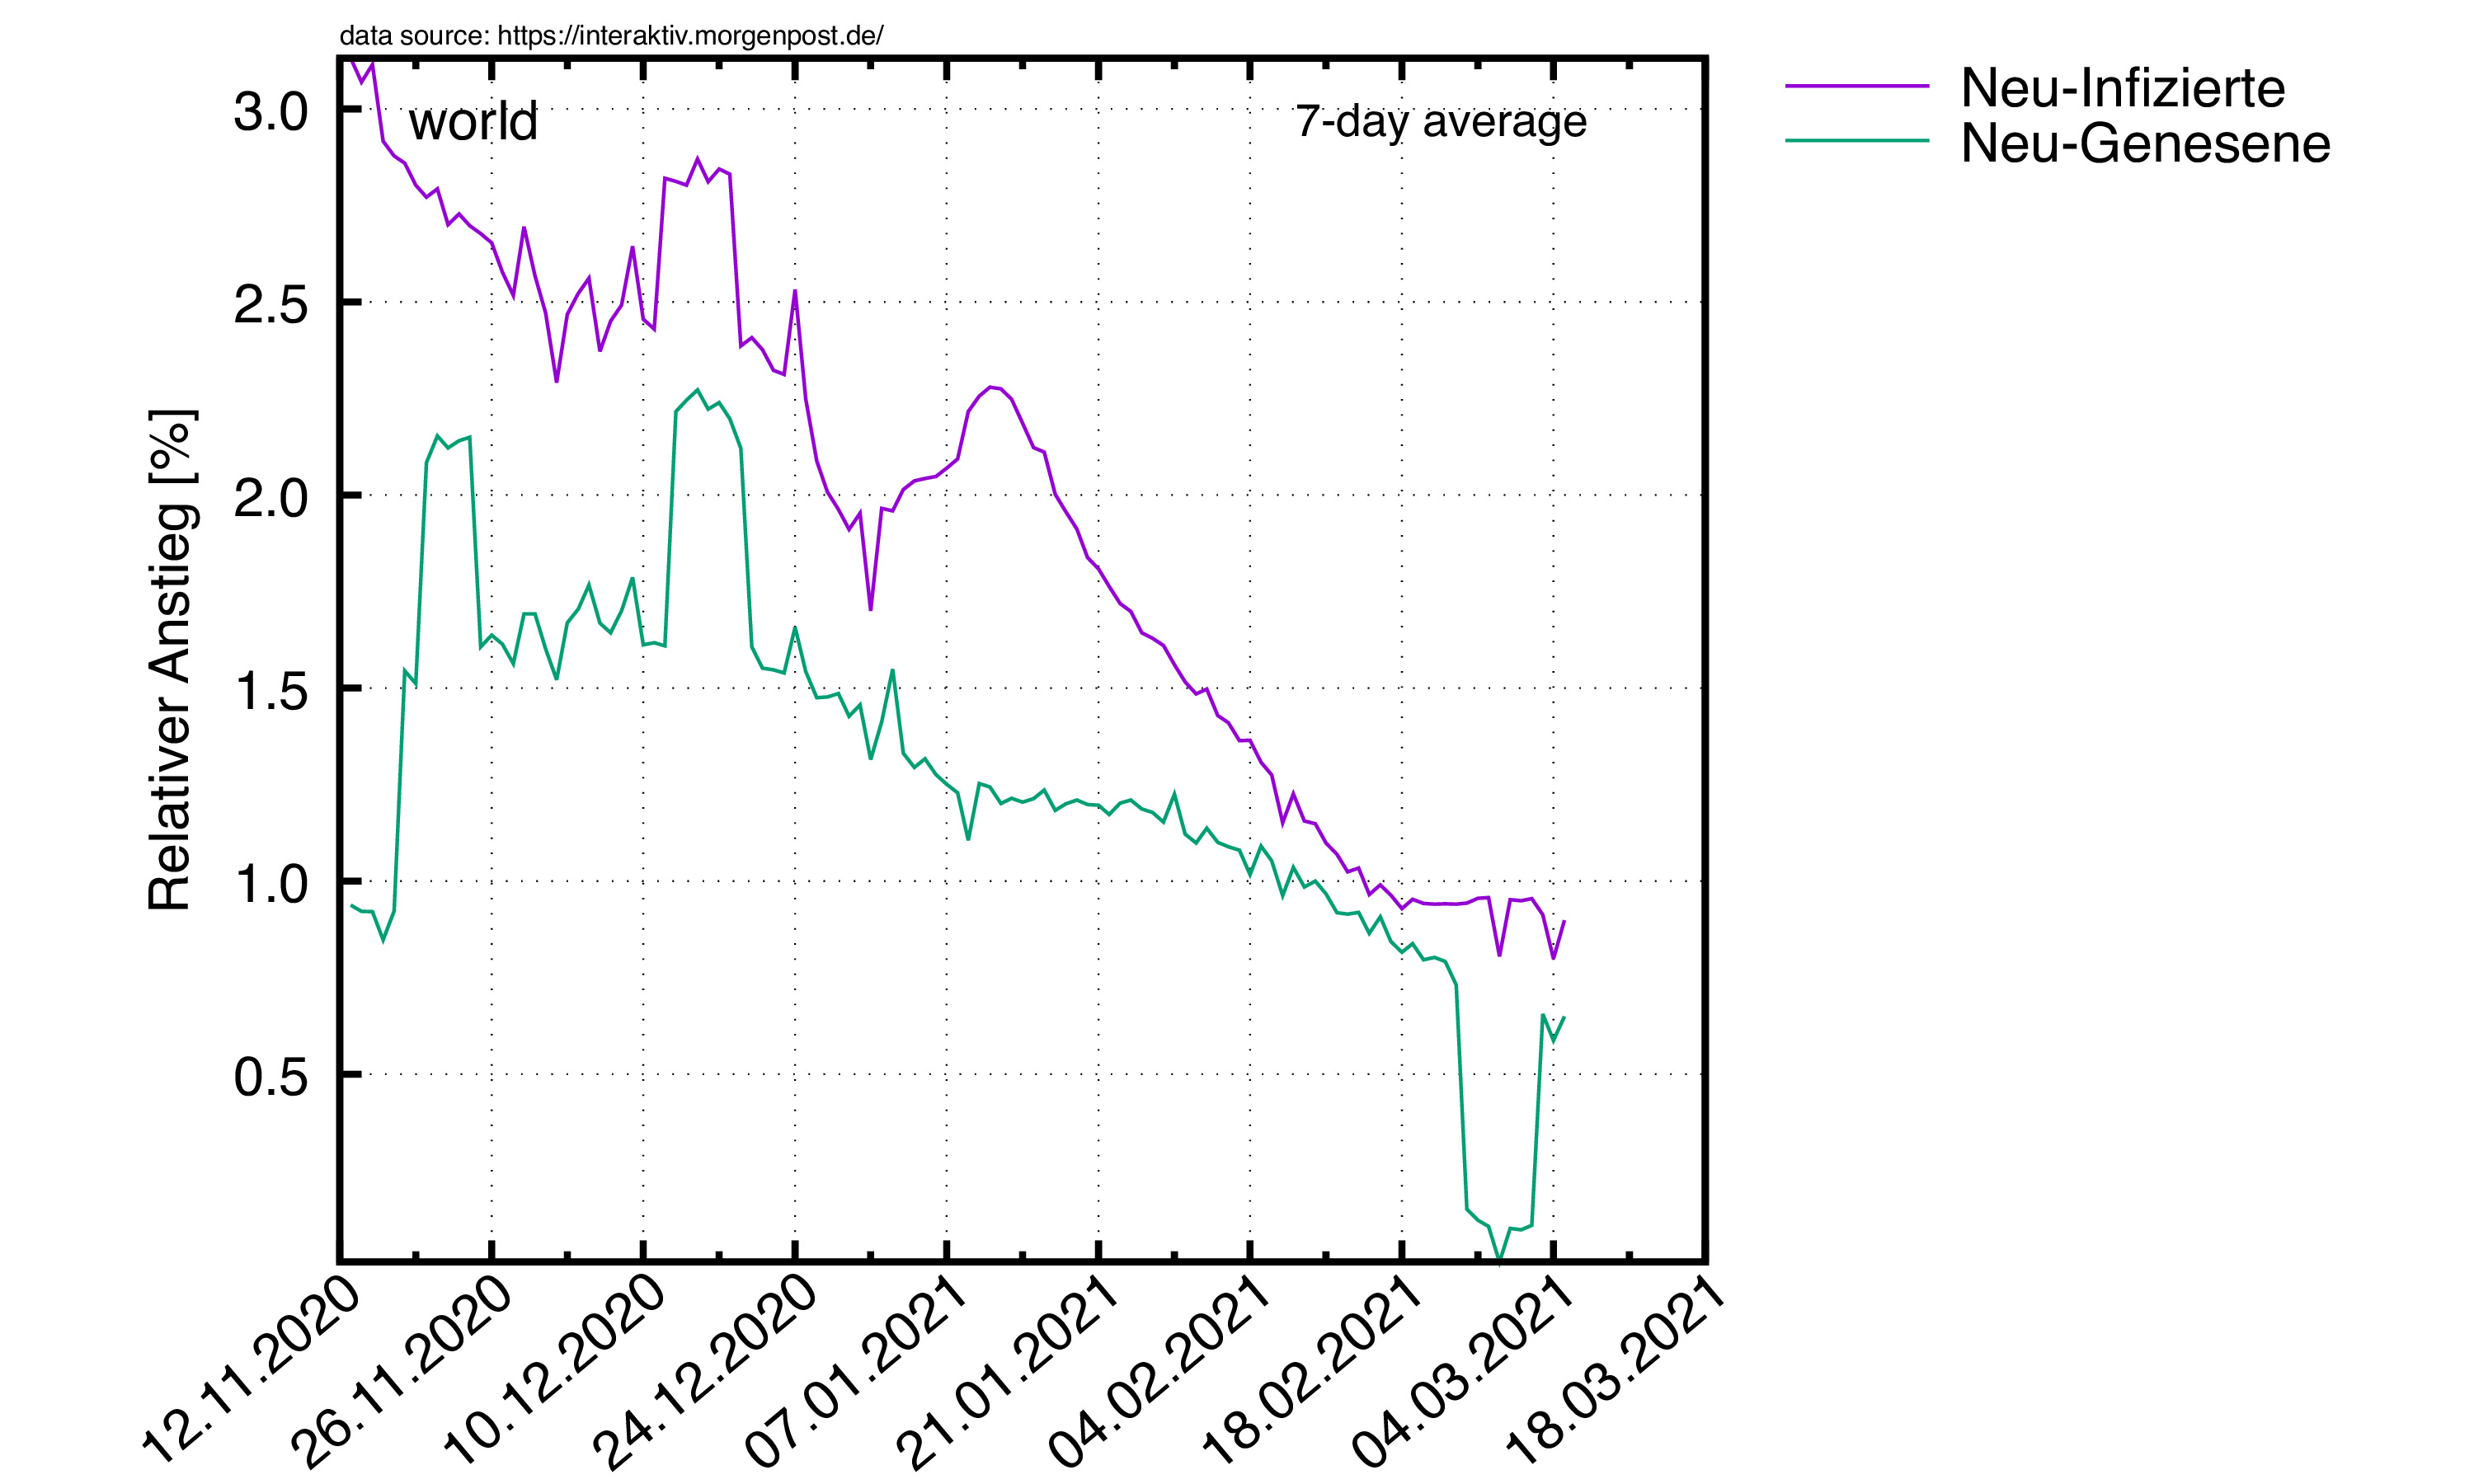 data source: https://interaktiv.morgenpost.de/
world
7-day average
Neu-Infizierte
Neu-Genesene
Relativer Anstieg [%]
3.0
2.5
2.0
1.5
1.0
0.5
12.11.2020
26.11.2020
10.12.2020
24.12.2020
07.01.2021
21.01.2021
04.02.2021
18.02.2021
04.03.2021
18.03.2021